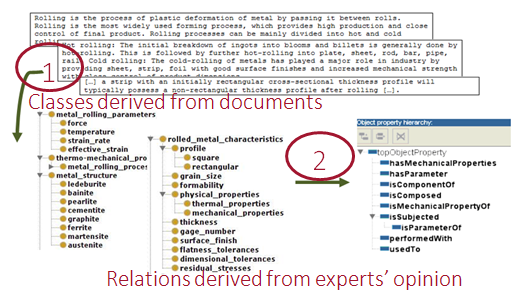 Rolling is the process of plastic deformation of metal by passing it between rolls.
Rolling is the most widely used forming process, which provides high production and close
control of final product. Rolling processes can be mainly divided into hot and cold
rolli
Hot rolling: The initial breakdown of ingots into blooms and billets is generally done by
hot rolling. This is followed by further hot-rolling into plate, sheet, rod, bar, pipe,
rail. Cold Rolling: The cold-rolling of metal has played a major role in industry by
providing sheet, strip, foil with good surface finishes and increased mechanical strength
with close control of product dimensions
[…] a strip with an initially rectangular cross-sectional thickness profile will
typically possess a non-rectangular thickness profile after rolling […].
1
Classes derived from documents
metal_rolling_parameters
force
temperature
strain_rate
effective_strain
thermo-mechanical_pro
metal_rolling_proce
metal_structure
ledeburite
bainite
pearlite
cementite
graphite
ferrite
martensite
austenite
rolled_metal_characteristics
profile
square
rectangular
grain_size
formability
physical_properties
thermal_properties
mechanical_properties
thickness
gage_number
surface_finish
flatness_tolerances
dimensional_tolerances
residual_stresses
2
Object property hierarchy:
topObjectProperty
hasMechanicalProperties
hasParameter
isComponentOf
isComposed
isMechanicalPropertyOf
isSubjected
isParameterOf
performedWith
usedTo
Relations derived from experts' opinion